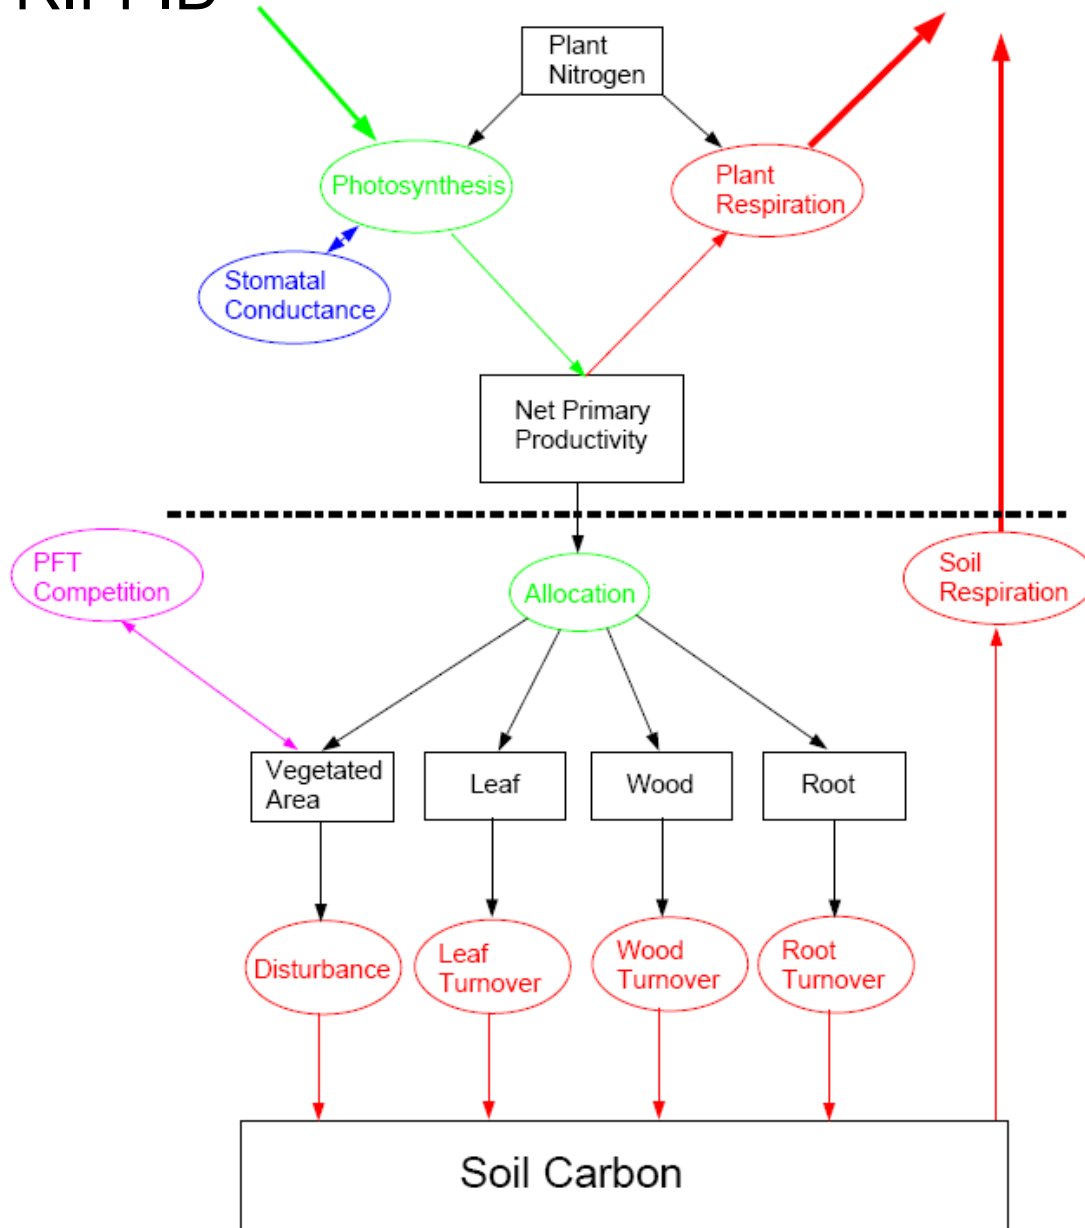 Plant
Nitrogen
Photosynthesis
Plant
Respiration
Stomatal
Conductance
Net Primary
Productivity
PFT
Competition
Allocation
Soil
Respiration
Vegetated
Area
Leaf
Wood
Root
Disturbance
Leaf
Turnover
Wood
Turnover
Root
Turnover
Soil Carbon